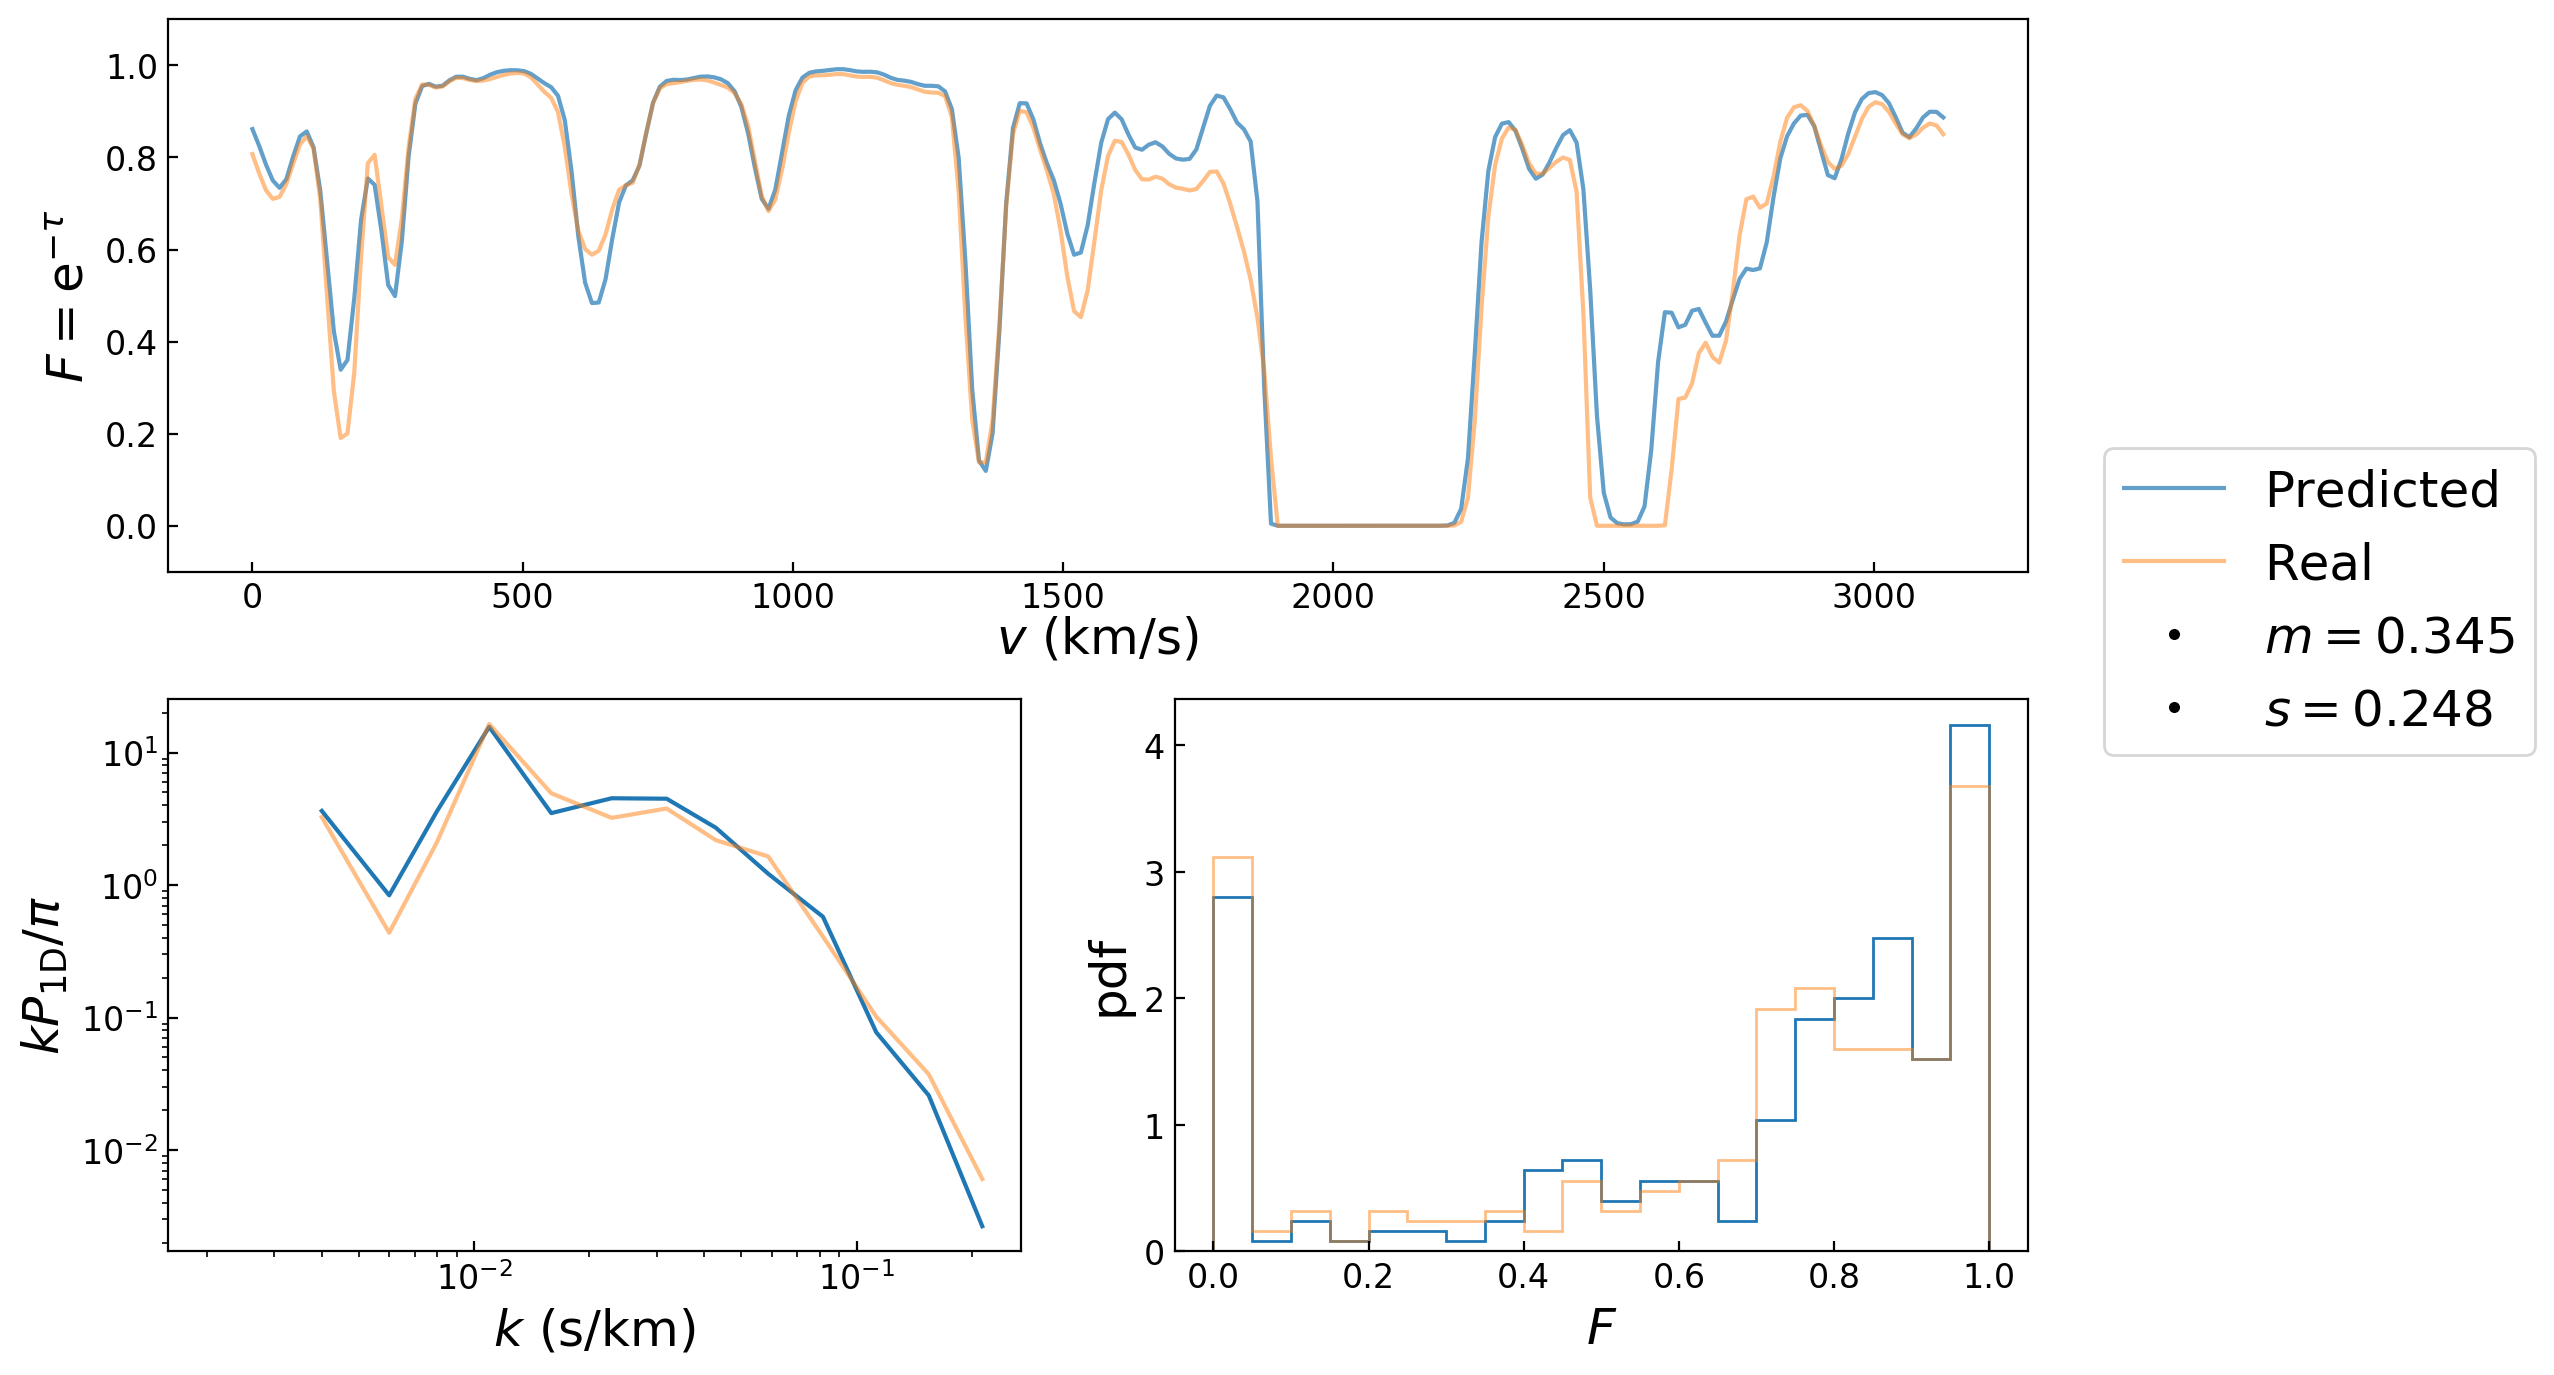 F = e^{-τ}
1.0
0.8
0.6
0.4
0.2
0.0
0 500 1000 1500 2000 2500 3000
v (km/s)
Predicted
Real
m = 0.345
s = 0.248
kP_{1D}/π
10^1
10^0
10^{-1}
10^{-2}
10^{-2} 10^{-1}
k (s/km)
pdf
4
3
2
1
0
0.0 0.2 0.4 0.6 0.8 1.0
F